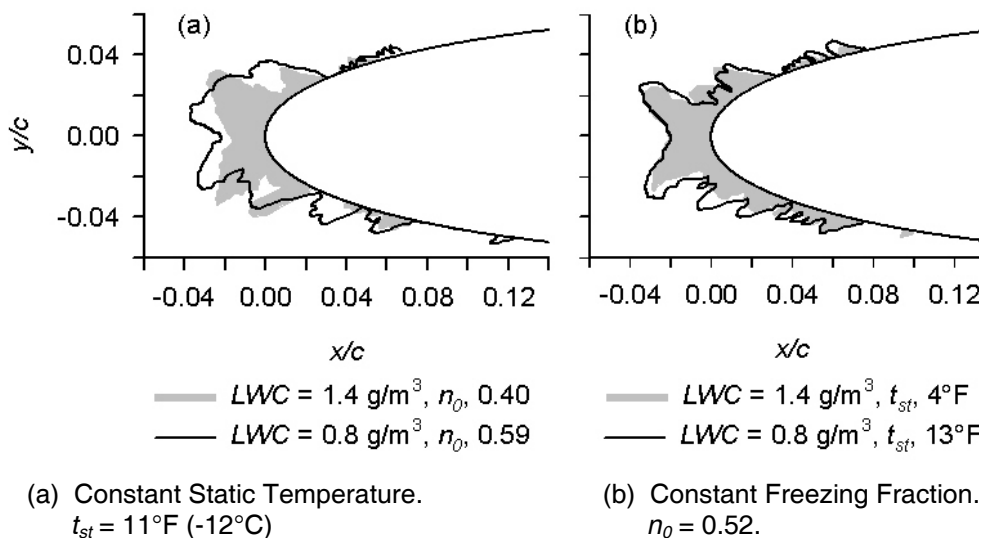 (a)
(b)
0.04
0.00
-0.04
y/c
-0.04 0.00 0.04 0.08 0.12
-0.04 0.00 0.04 0.08 0.12
x/c
x/c
LWC = 1.4 g/m³, n₀, 0.40
LWC = 0.8 g/m³, n₀, 0.59
LWC = 1.4 g/m³, tₛₜ, 4°F
LWC = 0.8 g/m³, tₛₜ, 13°F
(a) Constant Static Temperature.
tₛₜ = 11°F (-12°C)
(b) Constant Freezing Fraction.
n₀ = 0.52.